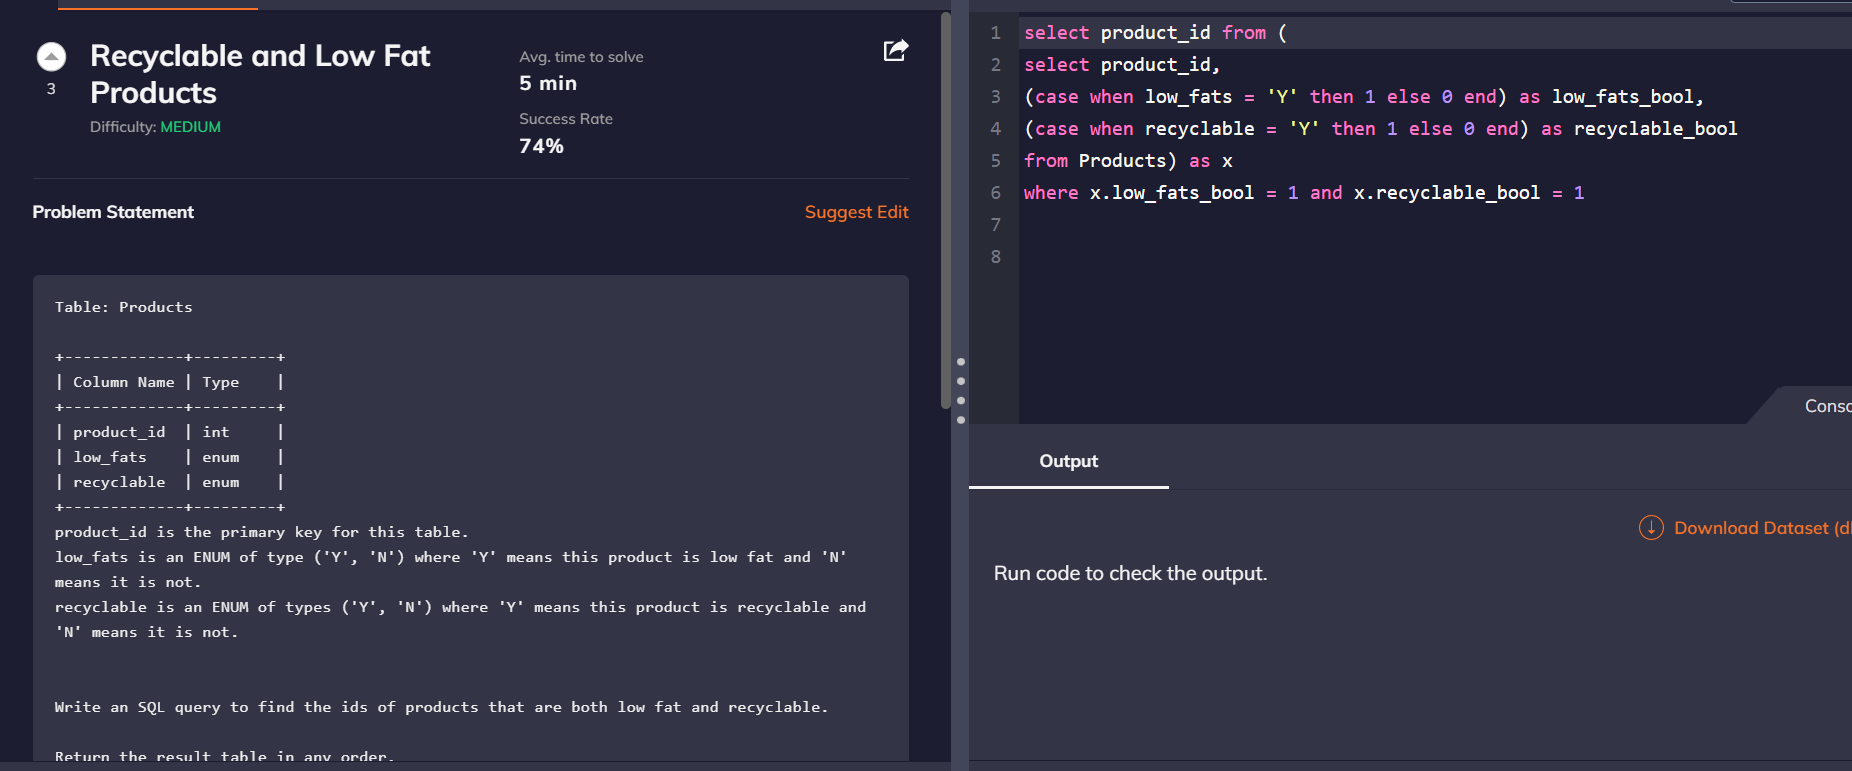 Recyclable and Low Fat
Products
3
Difficulty: MEDIUM
Avg. time to solve
5 min
Success Rate
74%
Problem Statement
Suggest Edit
Table: Products
+-------------+---------+
| Column Name | Type    |
+-------------+---------+
| product_id  | int     |
| low_fats    | enum    |
| recyclable  | enum    |
+-------------+---------+
product_id is the primary key for this table.
low_fats is an ENUM of type ('Y', 'N') where 'Y' means this product is low fat and 'N'
means it is not.
recyclable is an ENUM of types ('Y', 'N') where 'Y' means this product is recyclable and
'N' means it is not.
Write an SQL query to find the ids of products that are both low fat and recyclable.
Return the result table in any order.
1 select product_id from (
2 select product_id,
3 (case when low_fats = 'Y' then 1 else 0 end) as low_fats_bool,
4 (case when recyclable = 'Y' then 1 else 0 end) as recyclable_bool
5 from Products) as x
6 where x.low_fats_bool = 1 and x.recyclable_bool = 1
7
8
Output
Download Dataset
Run code to check the output.